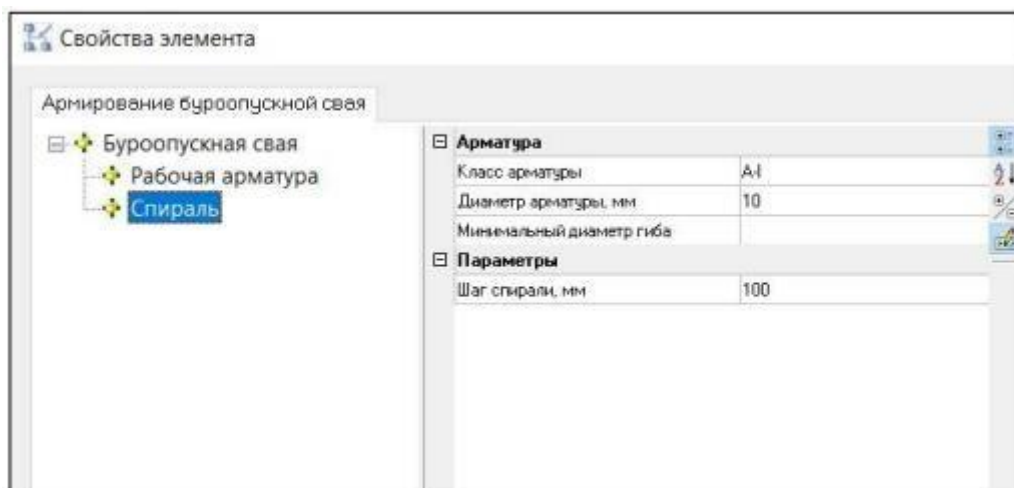 Свойства элемента
Армирование буроопускной свая
Буроопускная свая
Рабочая арматура
Спираль
Арматура
Класс арматуры A-I
Диаметр арматуры, мм 10
Минимальный диаметр гиба
Параметры
Шаг спирали, мм 100